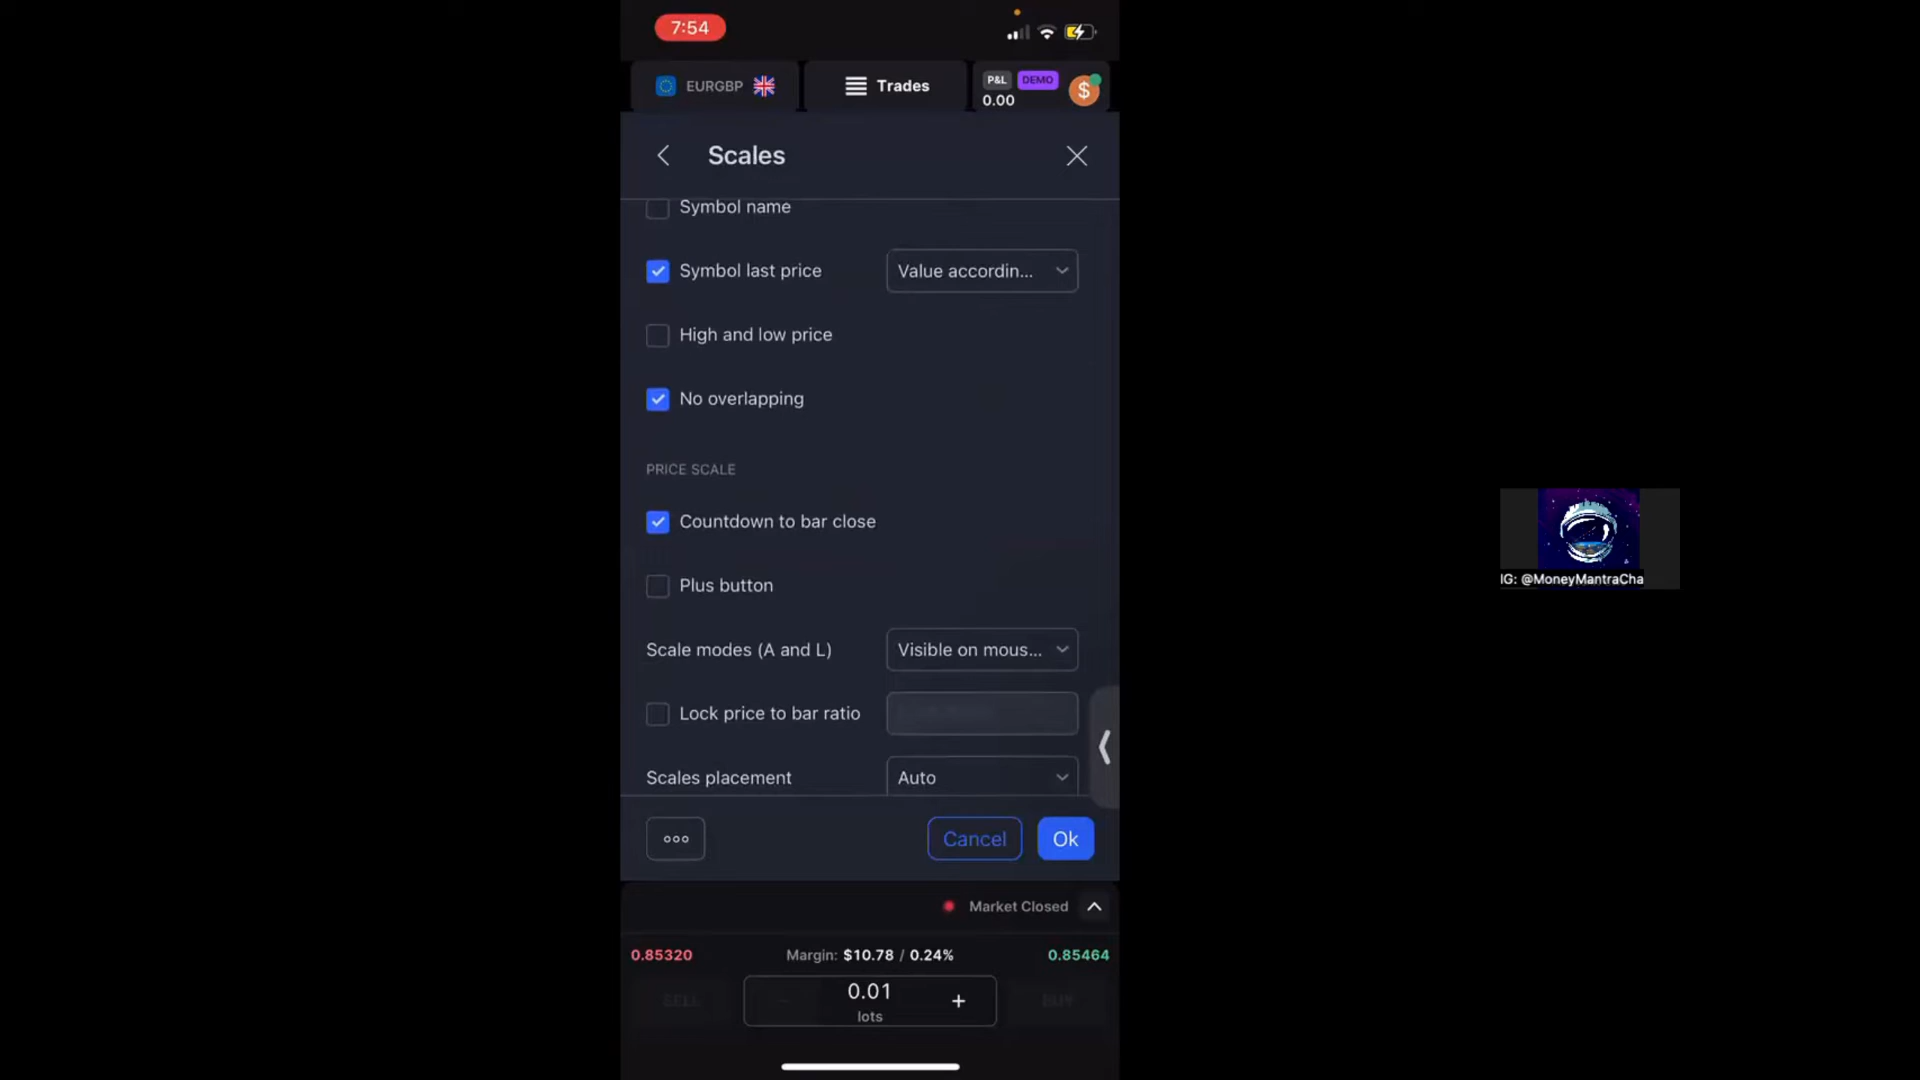 7:54
EURGBP
Trades
P&L DEMO
0.00
$
Scales
Symbol name
Symbol last price
Value accordin...
High and low price
No overlapping
PRICE SCALE
Countdown to bar close
Plus button
Scale modes (A and L)
Visible on mous...
Lock price to bar ratio
Scales placement
Auto
Cancel
Ok
Market Closed
0.85320
Margin: $10.78 / 0.24%
0.85464
SELL
0.01
lots
BUY
IG: @MoneyMantraCha